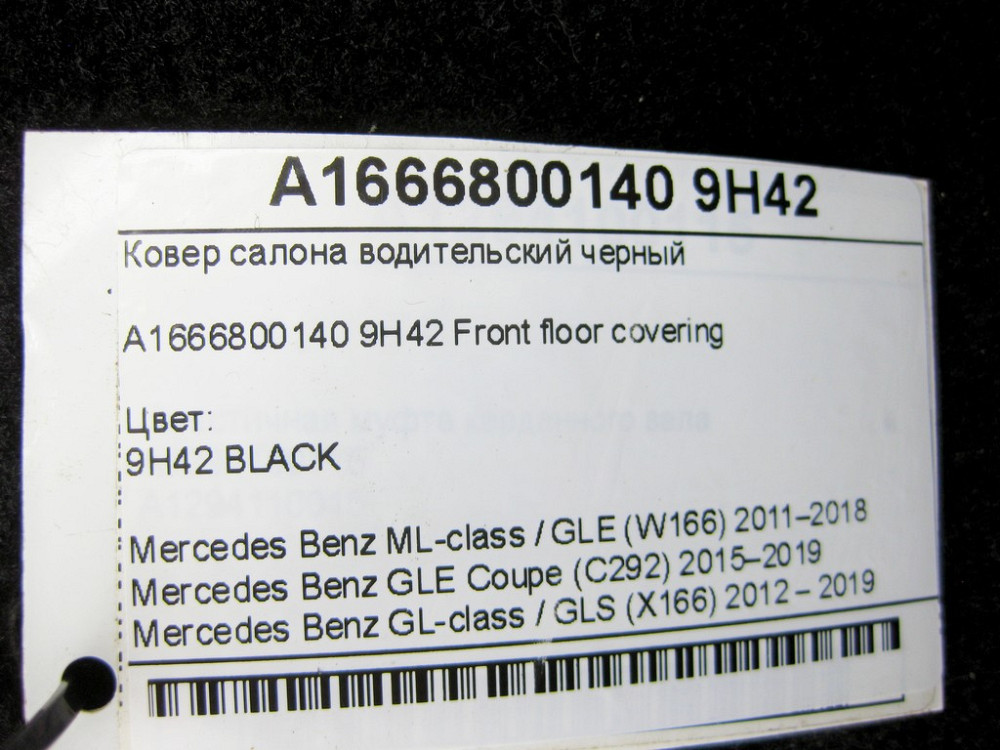 A1666800140 9H42
Ковер салона водительский черный
A1666800140 9H42 Front floor covering
Цвет:
9H42 BLACK
Mercedes Benz ML-class / GLE (W166) 2011–2018
Mercedes Benz GLE Coupe (C292) 2015–2019
Mercedes Benz GL-class / GLS (X166) 2012 – 2019